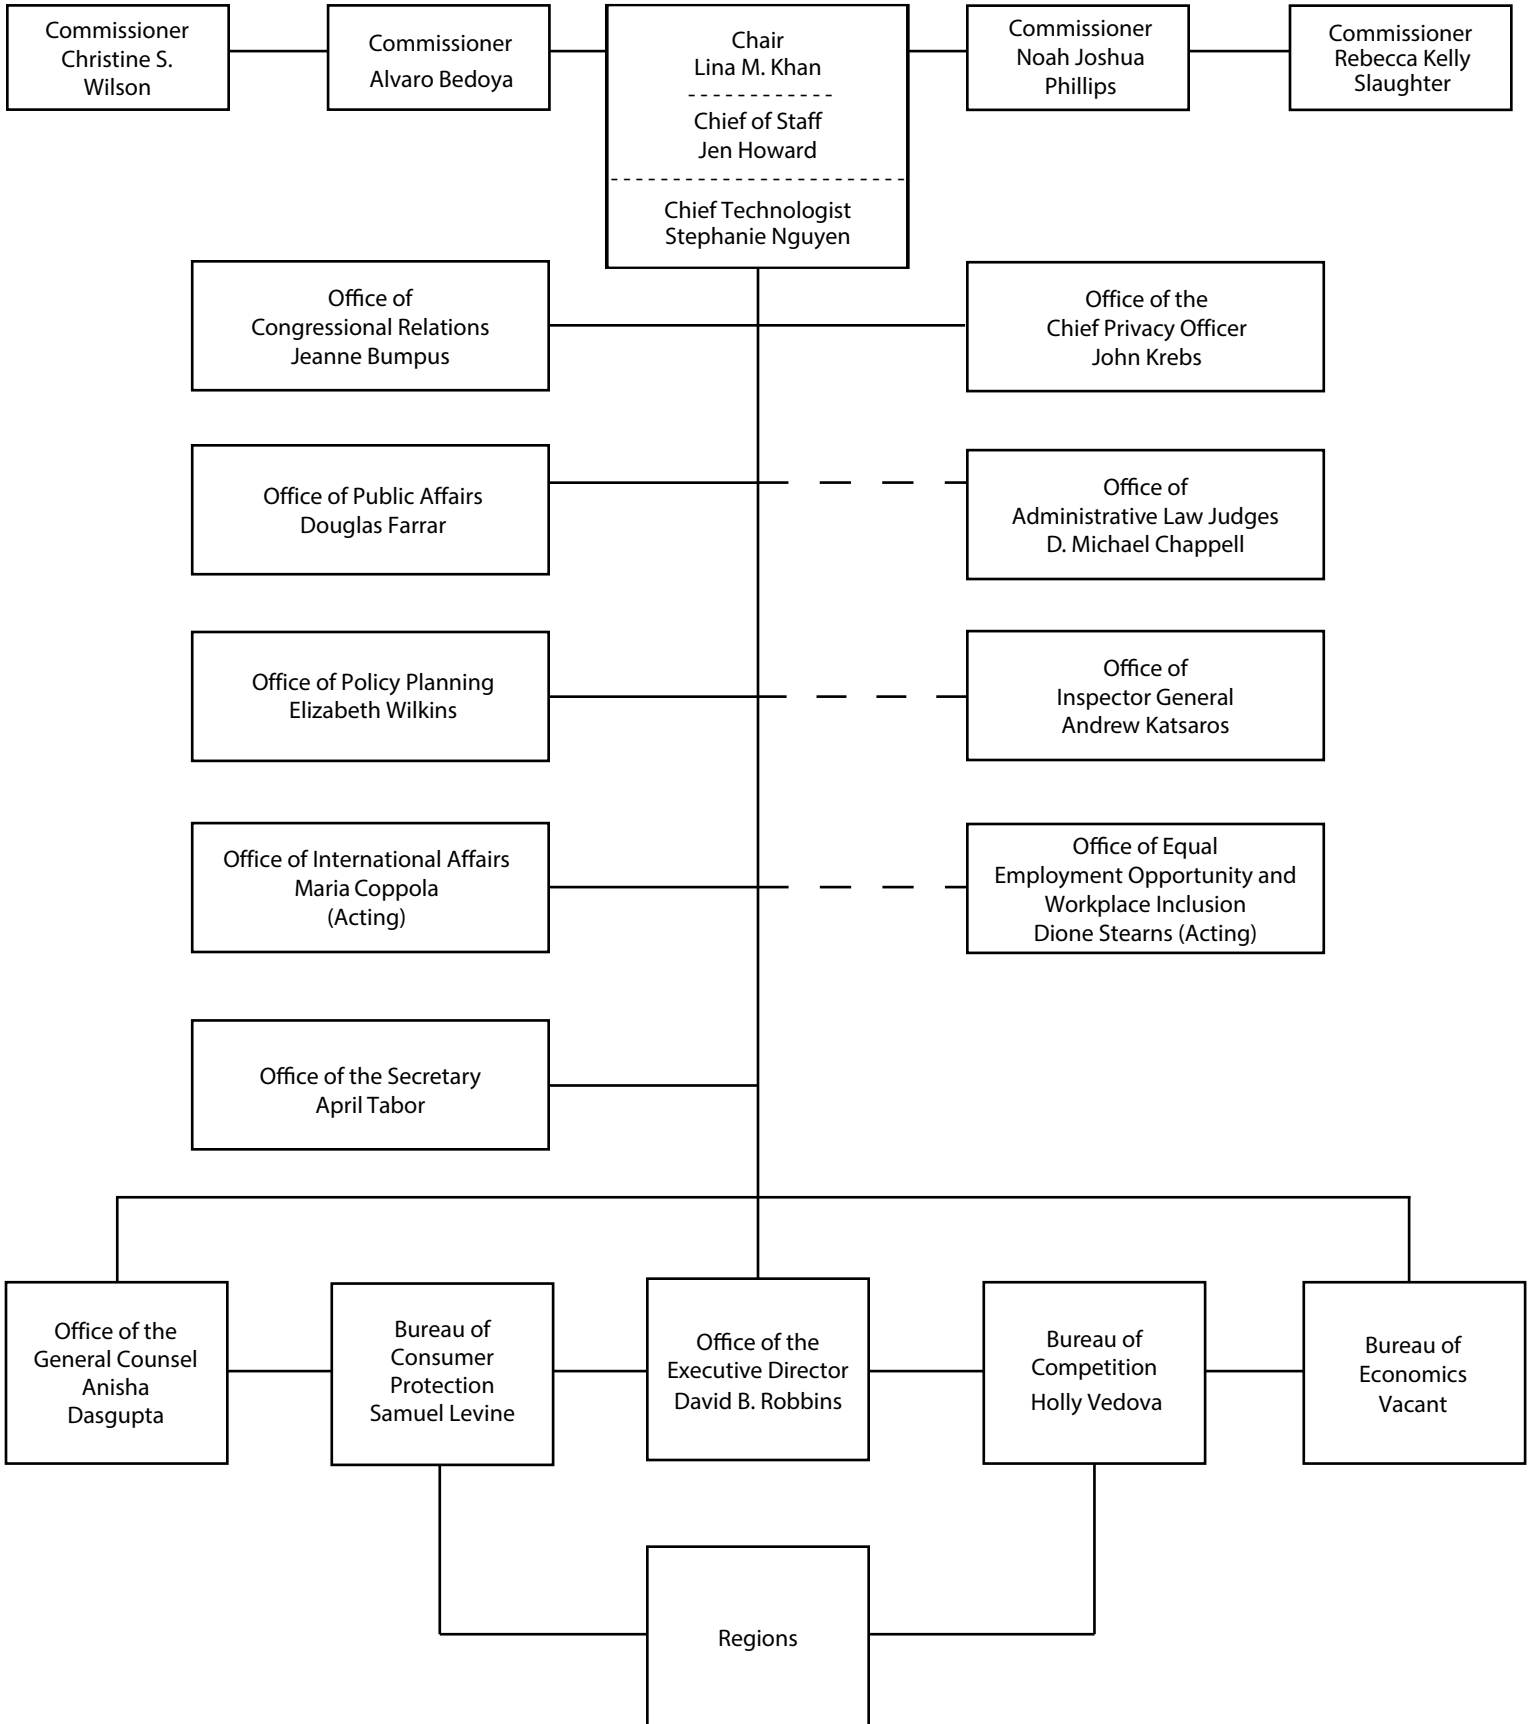 Commissioner
Christine S.
Wilson
Commissioner
Alvaro Bedoya
Chair
Lina M. Khan
Chief of Staff
Jen Howard
Chief Technologist
Stephanie Nguyen
Commissioner
Noah Joshua
Phillips
Commissioner
Rebecca Kelly
Slaughter
Office of
Congressional Relations
Jeanne Bumpus
Office of the
Chief Privacy Officer
John Krebs
Office of Public Affairs
Douglas Farrar
Office of
Administrative Law Judges
D. Michael Chappell
Office of Policy Planning
Elizabeth Wilkins
Office of
Inspector General
Andrew Katsaros
Office of International Affairs
Maria Coppola
(Acting)
Office of Equal
Employment Opportunity and
Workplace Inclusion
Dione Stearns (Acting)
Office of the Secretary
April Tabor
Office of the
General Counsel
Anisha
Dasgupta
Bureau of
Consumer
Protection
Samuel Levine
Office of the
Executive Director
David B. Robbins
Bureau of
Competition
Holly Vedova
Bureau of
Economics
Vacant
Regions